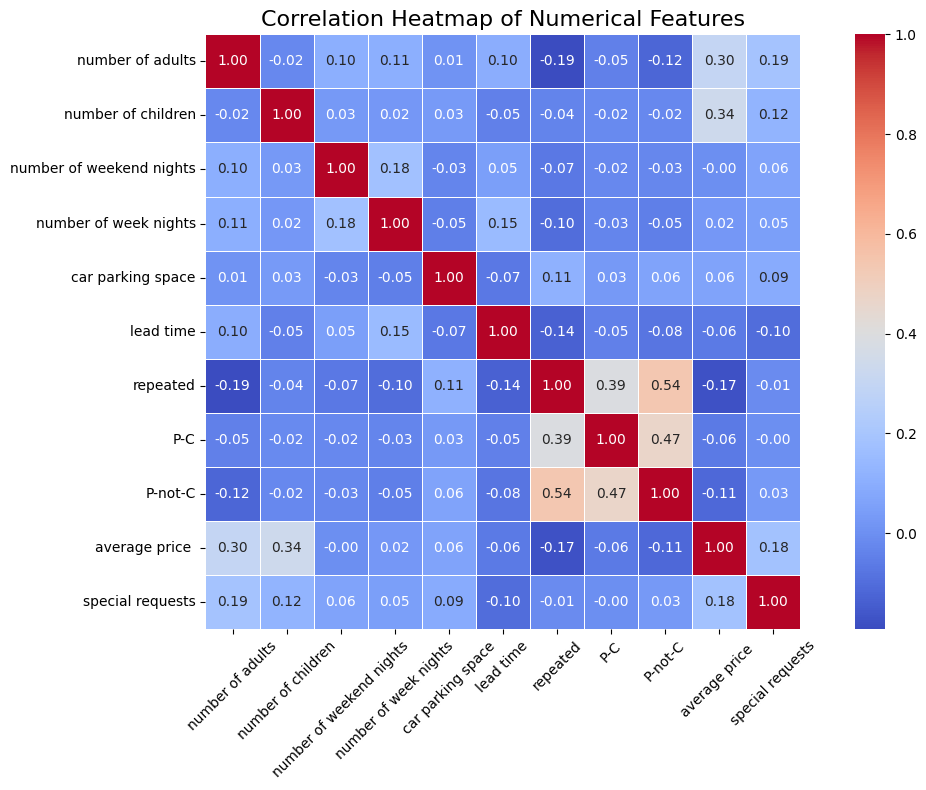 Correlation Heatmap of Numerical Features
number of adults 1.00 -0.02 0.10 0.11 0.01 0.10 -0.19 -0.05 -0.12 0.30 0.19
number of children -0.02 1.00 0.03 0.02 0.03 -0.05 -0.04 -0.02 -0.02 0.34 0.12
number of weekend nights 0.10 0.03 1.00 0.18 -0.03 0.05 -0.07 -0.02 -0.03 -0.00 0.06
number of week nights 0.11 0.02 0.18 1.00 -0.05 0.15 -0.10 -0.03 -0.05 0.02 0.05
car parking space 0.01 0.03 -0.03 -0.05 1.00 -0.07 0.11 0.03 0.06 0.06 0.09
lead time 0.10 -0.05 0.05 0.15 -0.07 1.00 -0.14 -0.05 -0.08 -0.06 -0.10
repeated -0.19 -0.04 -0.07 -0.10 0.11 -0.14 1.00 0.39 0.54 -0.17 -0.01
P-C -0.05 -0.02 -0.02 -0.03 0.03 -0.05 0.39 1.00 0.47 -0.06 -0.00
P-not-C -0.12 -0.02 -0.03 -0.05 0.06 -0.08 0.54 0.47 1.00 -0.11 0.03
average price 0.30 0.34 -0.00 0.02 0.06 -0.06 -0.17 -0.06 -0.11 1.00 0.18
special requests 0.19 0.12 0.06 0.05 0.09 -0.10 -0.01 -0.00 0.03 0.18 1.00
number of adults
number of children
number of weekend nights
number of week nights
car parking space
lead time
repeated
P-C
P-not-C
average price
special requests
1.0
0.8
0.6
0.4
0.2
0.0